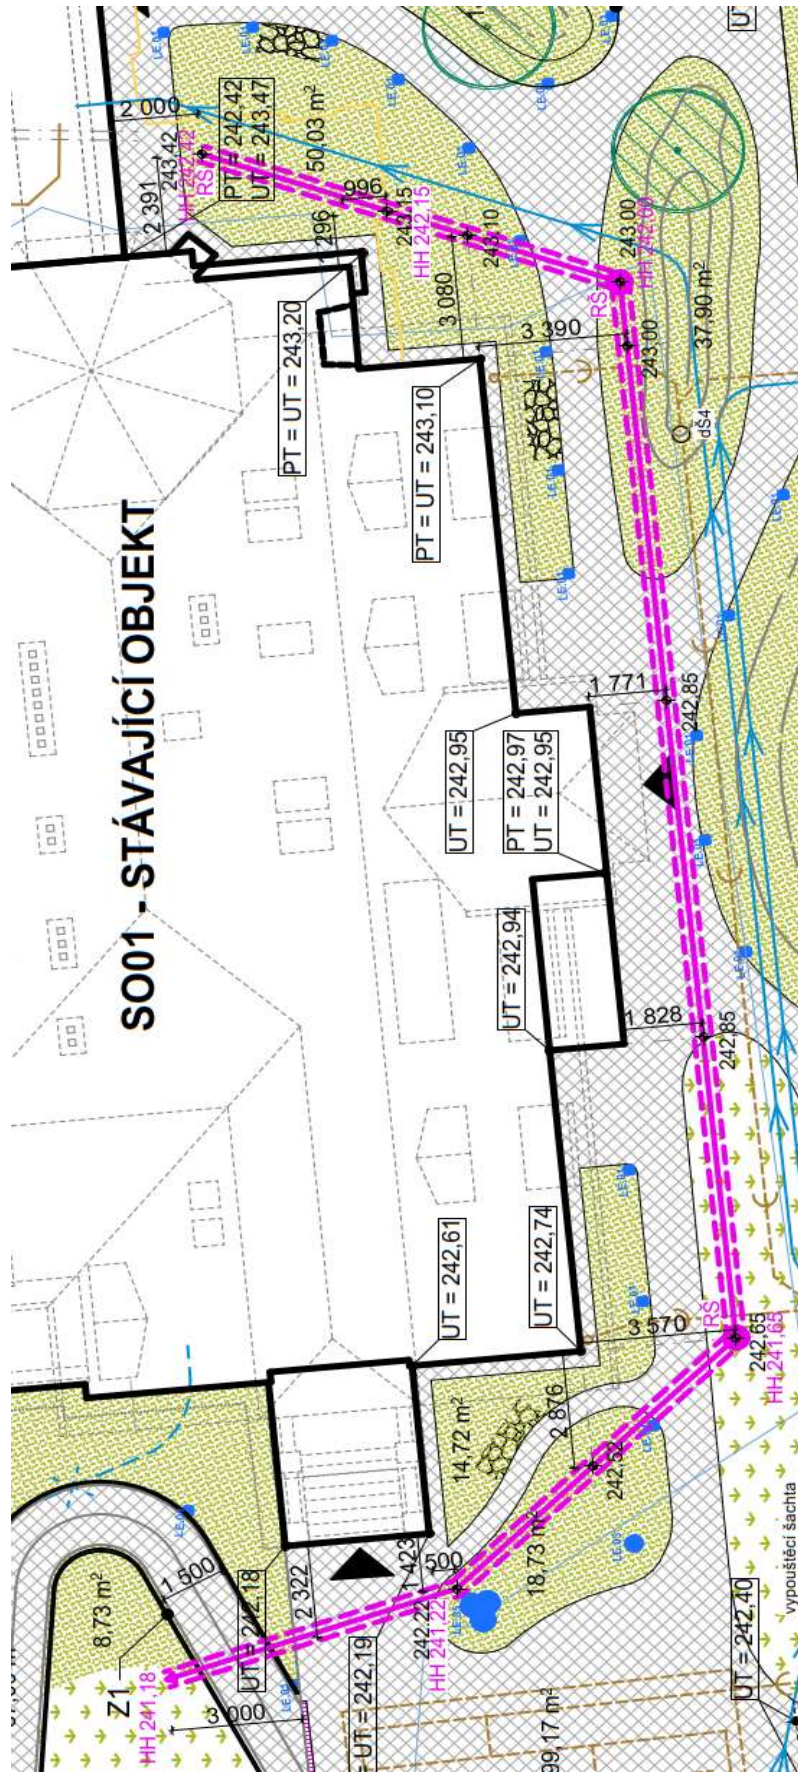 LE.01
UT
2 000
243,42
HH 242,42
RŠ
PT = 242,42
UT = 243,47
50,03 m²
2 391
996
243,15
HH 242,15
296
243,10
3 080
243,00
HH 242,00
RŠ
37,90 m²
3 390
243,00
PT = UT = 243,20
PT = UT = 243,10
dŠ4
LE.01
SO01 - STÁVAJÍCÍ OBJEKT
1 771
242,85
UT = 242,95
PT = 242,97
UT = 242,95
UT = 242,94
1 828
242,85
UT = 242,61
UT = 242,74
3 570
RŠ
242,65
HH 241,65
14,72 m²
2 876
242,52
18,73 m²
LE.05
500
1 423
242,22
HH 241,22
2 322
UT = 242,18
= UT = 242,19
1 500
8,73 m²
Z1
HH 241,18
3 000
99,17 m²
UT = 242,40
vypouštěcí šachta